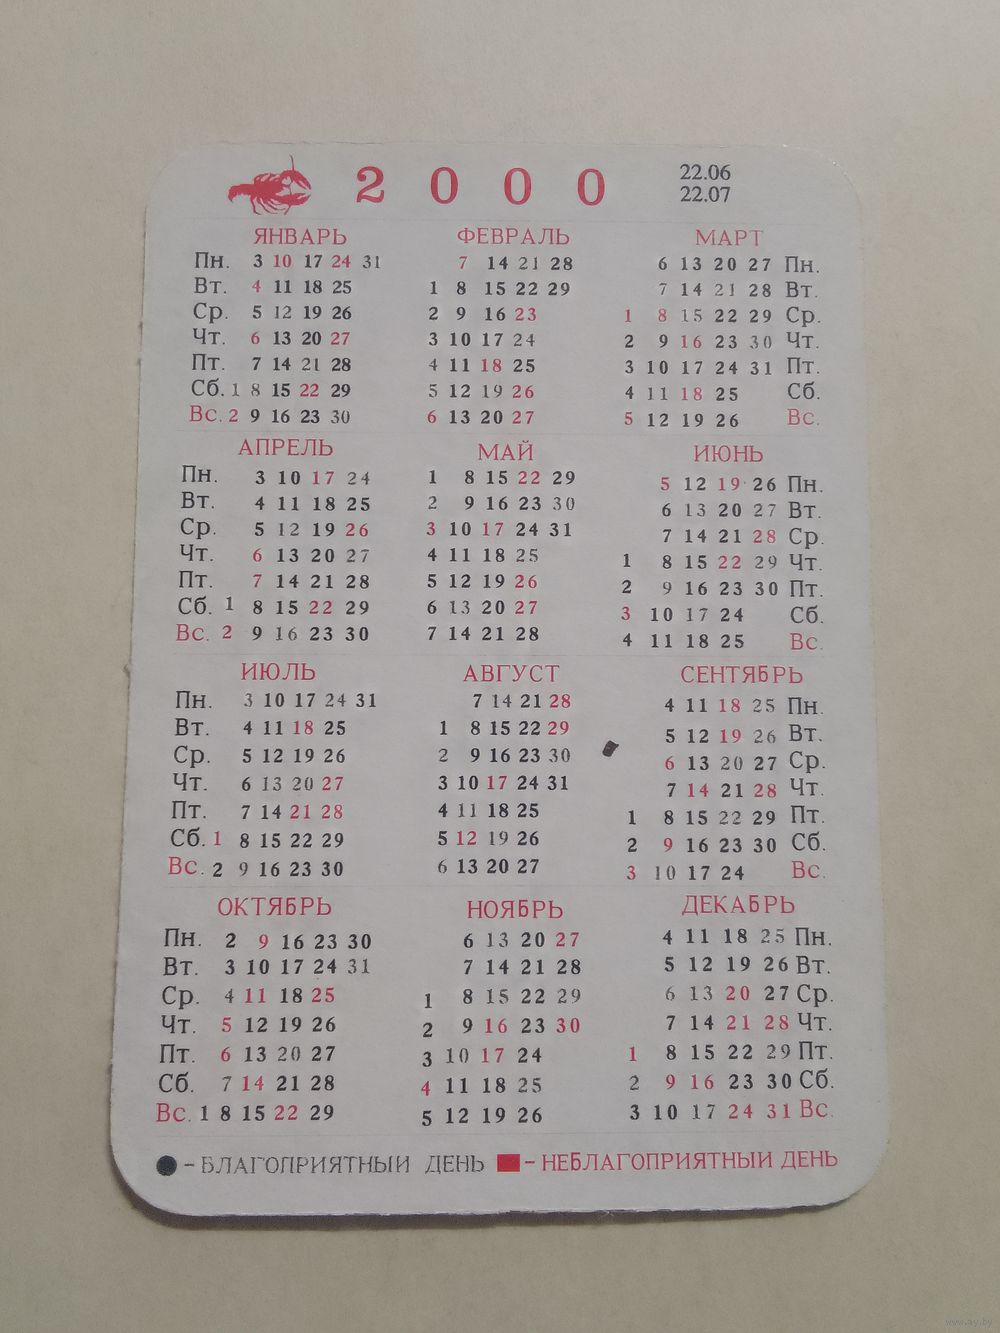 2 0 0 0 22.06
22.07
ЯНВАРЬ ФЕВРАЛЬ МАРТ
Пн. 3 10 17 24 31 7 14 21 28 6 13 20 27 Пн.
Вт. 4 11 18 25 1 8 15 22 29 7 14 21 28 Вт.
Ср. 5 12 19 26 2 9 16 23 1 8 15 22 29 Ср.
Чт. 6 13 20 27 3 10 17 24 2 9 16 23 30 Чт.
Пт. 7 14 21 28 4 11 18 25 3 10 17 24 31 Пт.
Сб. 1 8 15 22 29 5 12 19 26 4 11 18 25 Сб.
Вс. 2 9 16 23 30 6 13 20 27 5 12 19 26 Вс.
АПРЕЛЬ МАЙ ИЮНЬ
Пн. 3 10 17 24 1 8 15 22 29 5 12 19 26 Пн.
Вт. 4 11 18 25 2 9 16 23 30 6 13 20 27 Вт.
Ср. 5 12 19 26 3 10 17 24 31 7 14 21 28 Ср.
Чт. 6 13 20 27 4 11 18 25 1 8 15 22 29 Чт.
Пт. 7 14 21 28 5 12 19 26 2 9 16 23 30 Пт.
Сб. 1 8 15 22 29 6 13 20 27 3 10 17 24 Сб.
Вс. 2 9 16 23 30 7 14 21 28 4 11 18 25 Вс.
ИЮЛЬ АВГУСТ СЕНТЯБРЬ
Пн. 3 10 17 24 31 7 14 21 28 4 11 18 25 Пн.
Вт. 4 11 18 25 1 8 15 22 29 5 12 19 26 Вт.
Ср. 5 12 19 26 2 9 16 23 30 6 13 20 27 Ср.
Чт. 6 13 20 27 3 10 17 24 31 7 14 21 28 Чт.
Пт. 7 14 21 28 4 11 18 25 1 8 15 22 29 Пт.
Сб. 1 8 15 22 29 5 12 19 26 2 9 16 23 30 Сб.
Вс. 2 9 16 23 30 6 13 20 27 3 10 17 24 Вс.
ОКТЯБРЬ НОЯБРЬ ДЕКАБРЬ
Пн. 2 9 16 23 30 6 13 20 27 4 11 18 25 Пн.
Вт. 3 10 17 24 31 7 14 21 28 5 12 19 26 Вт.
Ср. 4 11 18 25 1 8 15 22 29 6 13 20 27 Ср.
Чт. 5 12 19 26 2 9 16 23 30 7 14 21 28 Чт.
Пт. 6 13 20 27 3 10 17 24 1 8 15 22 29 Пт.
Сб. 7 14 21 28 4 11 18 25 2 9 16 23 30 Сб.
Вс. 1 8 15 22 29 5 12 19 26 3 10 17 24 31 Вс.
- БЛАГОПРИЯТНЫЙ ДЕНЬ - НЕБЛАГОПРИЯТНЫЙ ДЕНЬ
www.ay.by